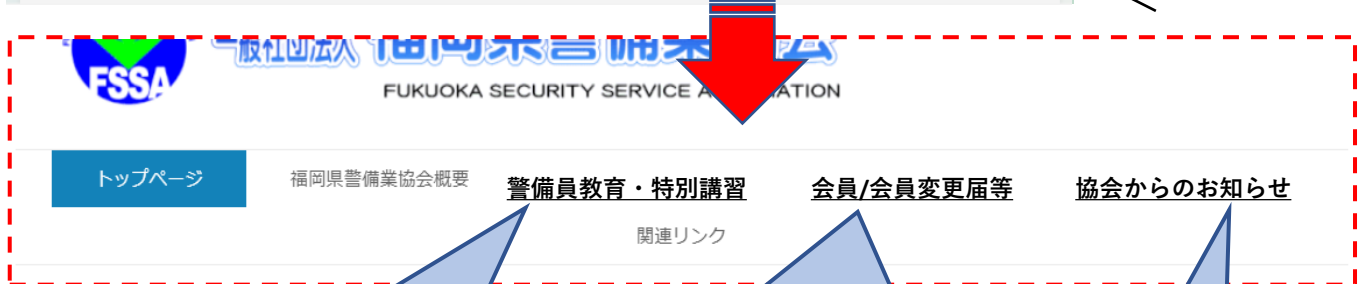 一般社団法人 福岡県警備業協会
FSSA
FUKUOKA SECURITY SERVICE A ATION
トップページ
福岡県警備業協会概要
警備員教育・特別講習
会員/会員変更届等
協会からのお知らせ
関連リンク